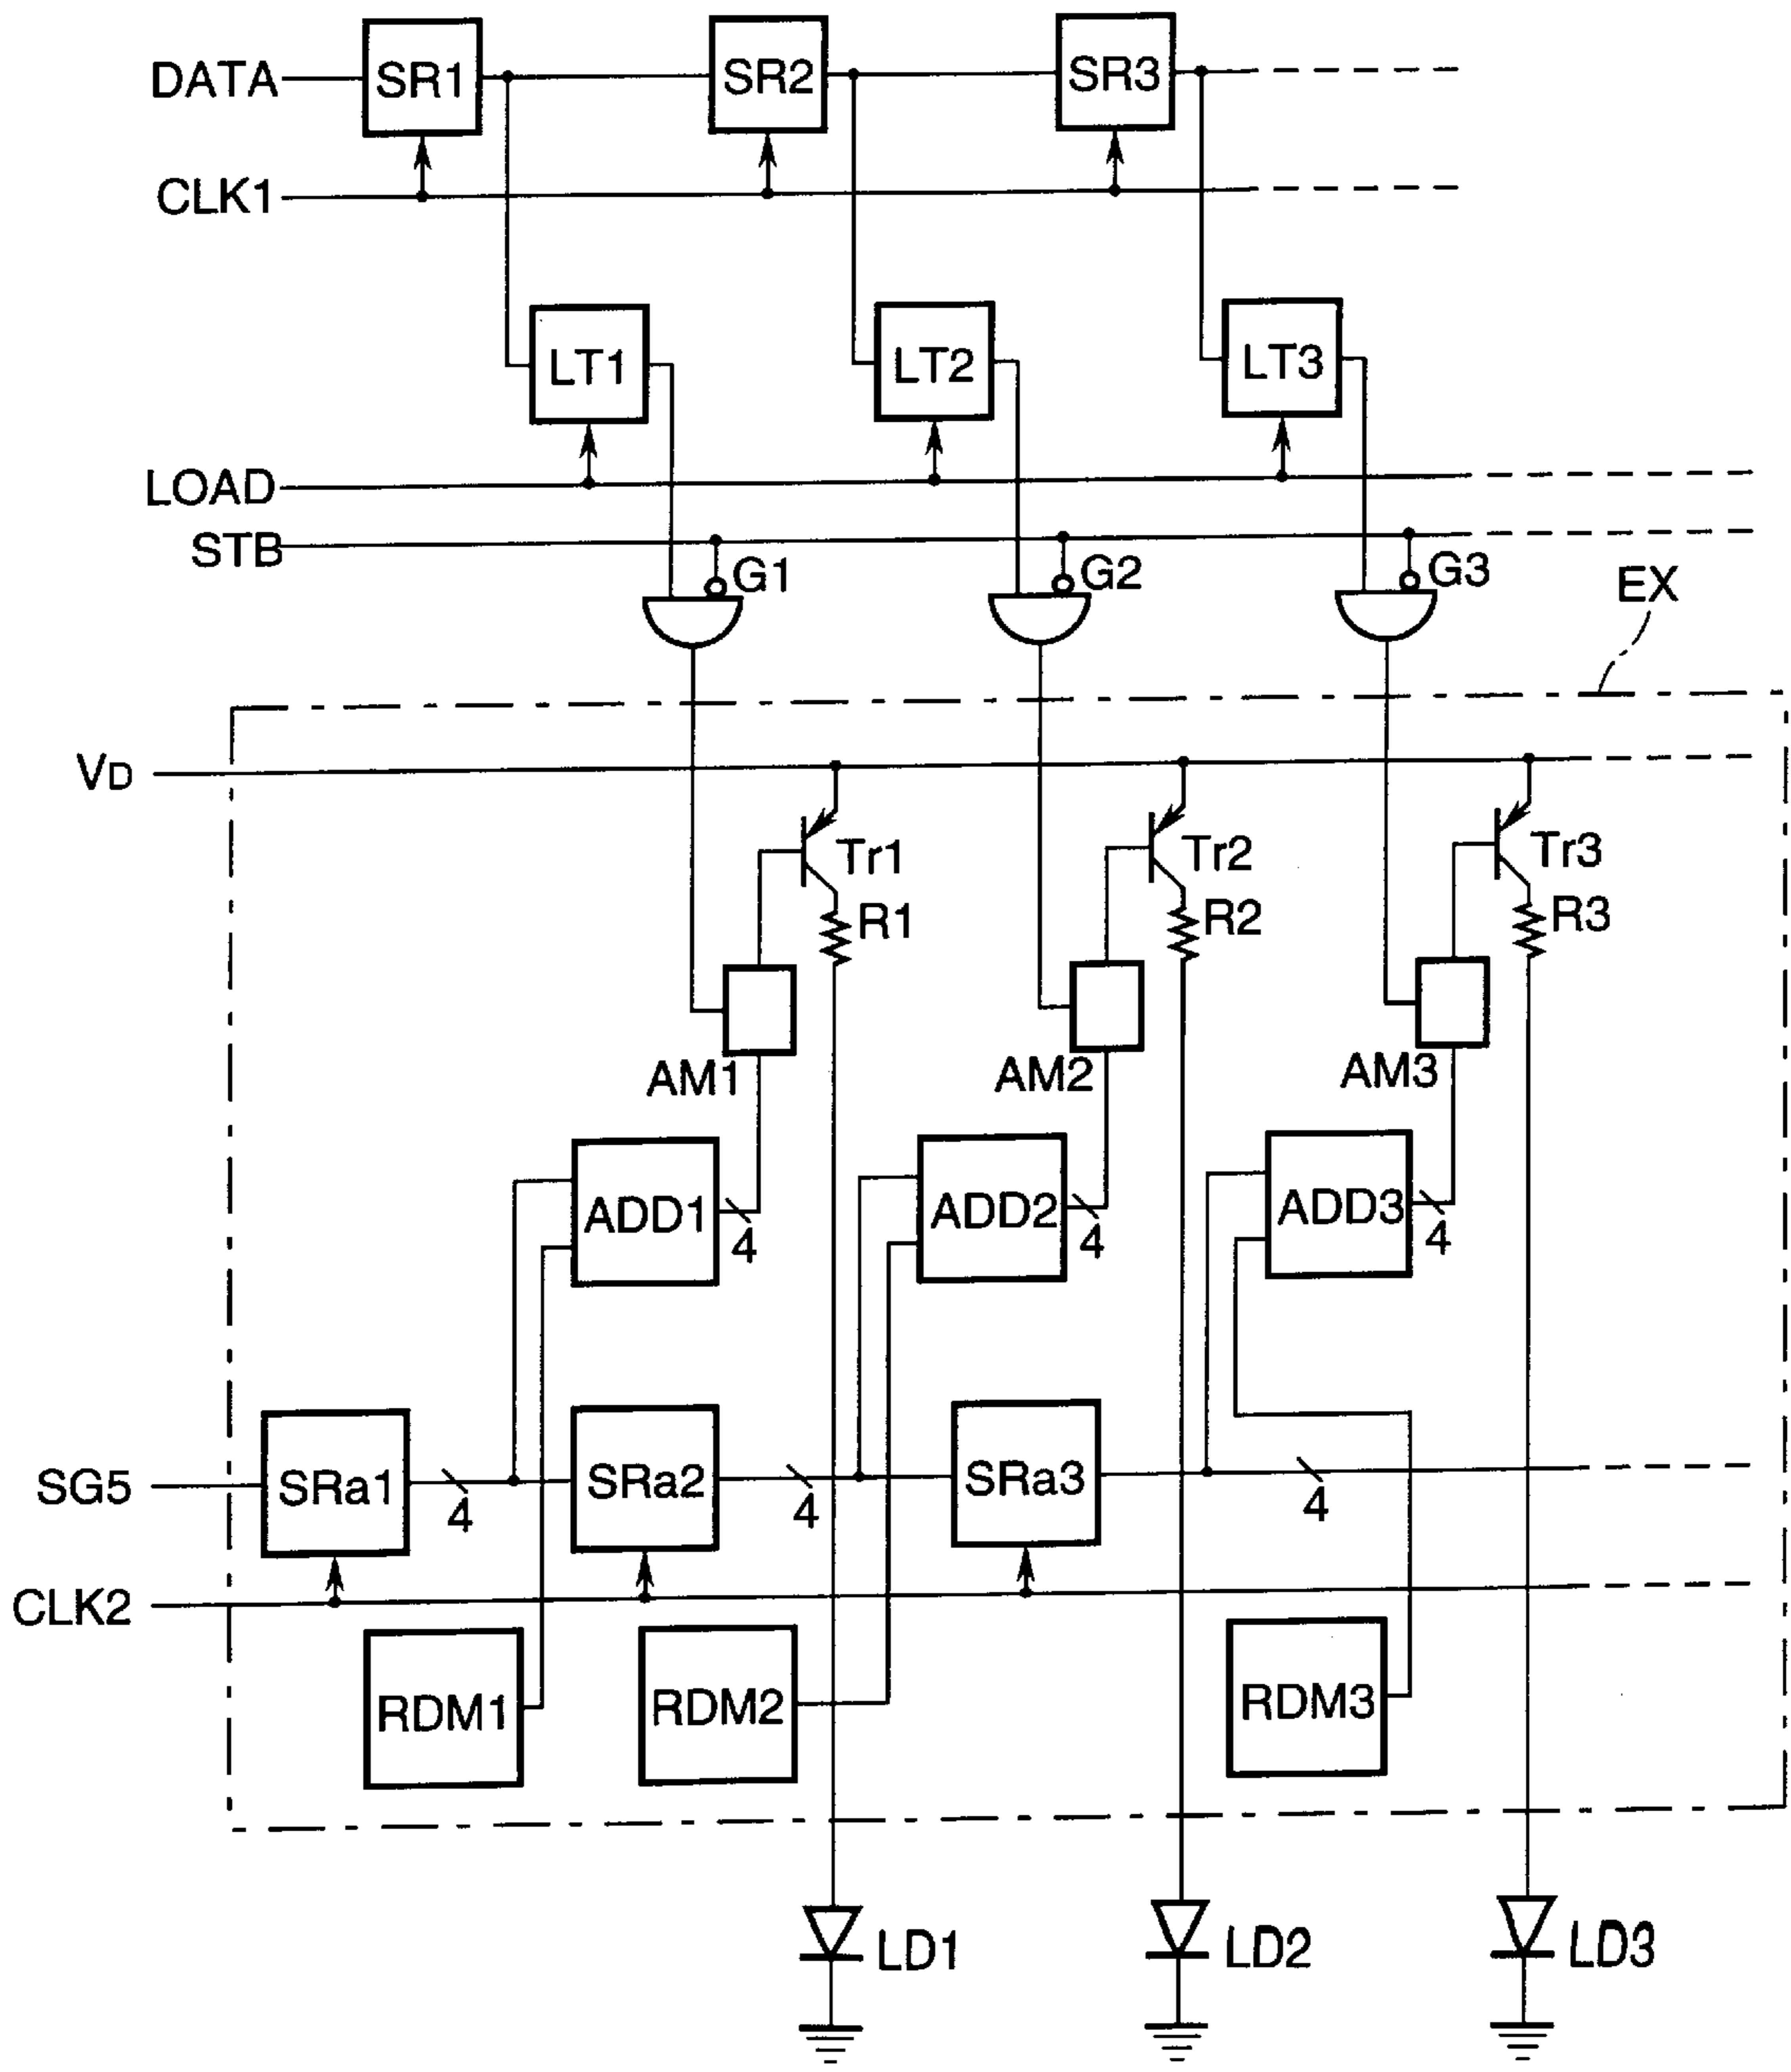 DATA
SR1
SR2
SR3
CLK1
LT1
LT2
LT3
LOAD
STB
G1
G2
G3
EX
VD
Tr1
Tr2
Tr3
R1
R2
R3
AM1
AM2
AM3
ADD1
4
ADD2
4
ADD3
4
SG5
SRa1
4
SRa2
4
SRa3
4
CLK2
RDM1
RDM2
RDM3
LD1
LD2
LD3